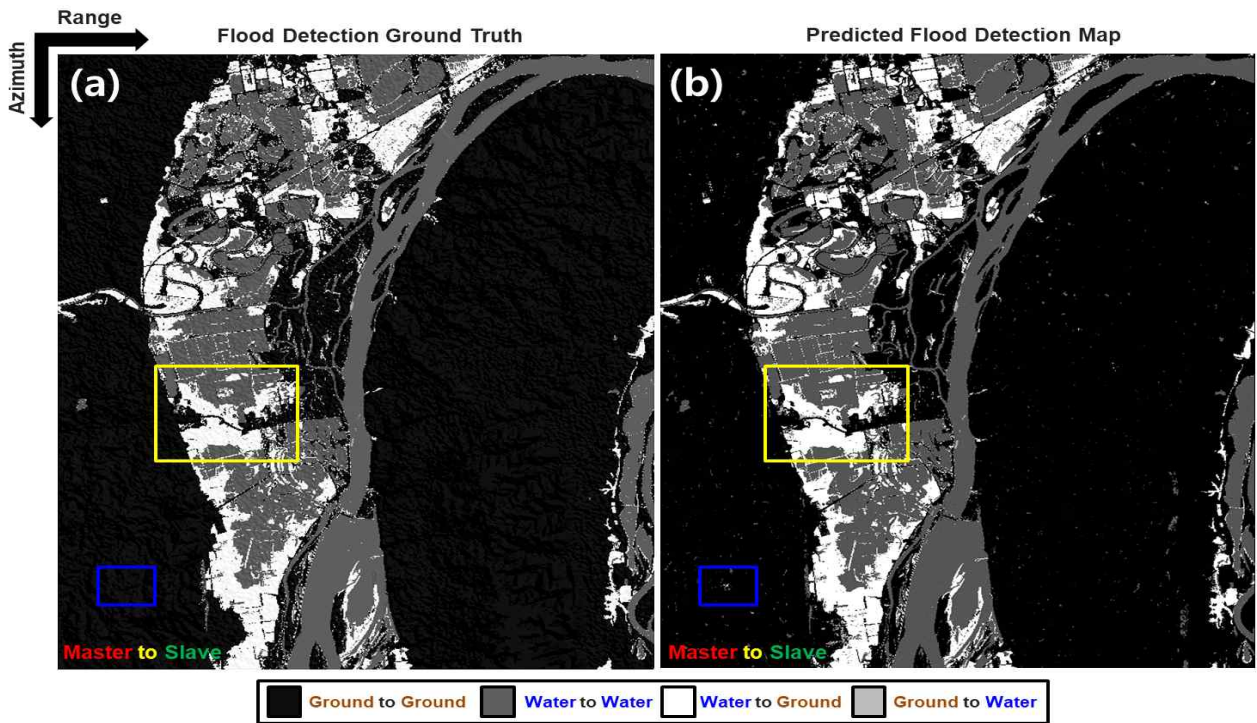 Range
Azimuth
Flood Detection Ground Truth
Predicted Flood Detection Map
(a)
(b)
Master to Slave
Master to Slave
Ground to Ground
Water to Water
Water to Ground
Ground to Water